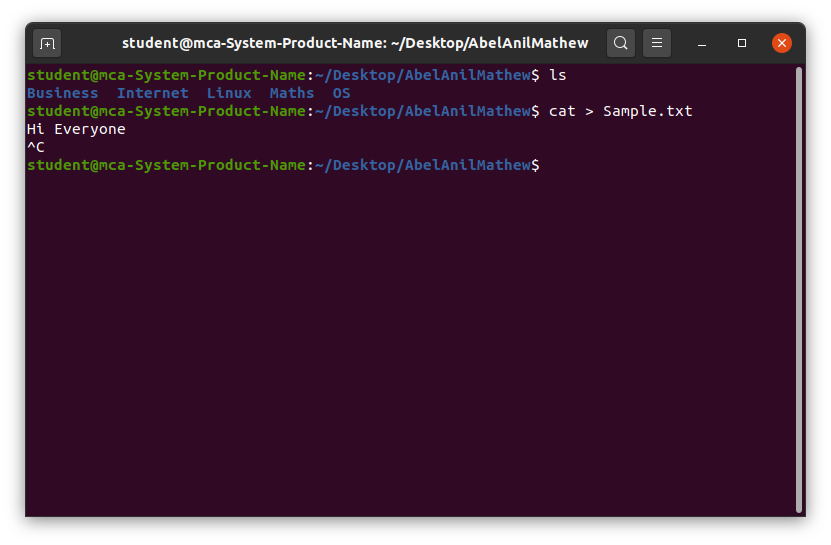 student@mca-System-Product-Name: ~/Desktop/AbelAnilMathew
student@mca-System-Product-Name:~/Desktop/AbelAnilMathew$ ls
Business  Internet  Linux  Maths  OS
student@mca-System-Product-Name:~/Desktop/AbelAnilMathew$ cat > Sample.txt
Hi Everyone
^C
student@mca-System-Product-Name:~/Desktop/AbelAnilMathew$